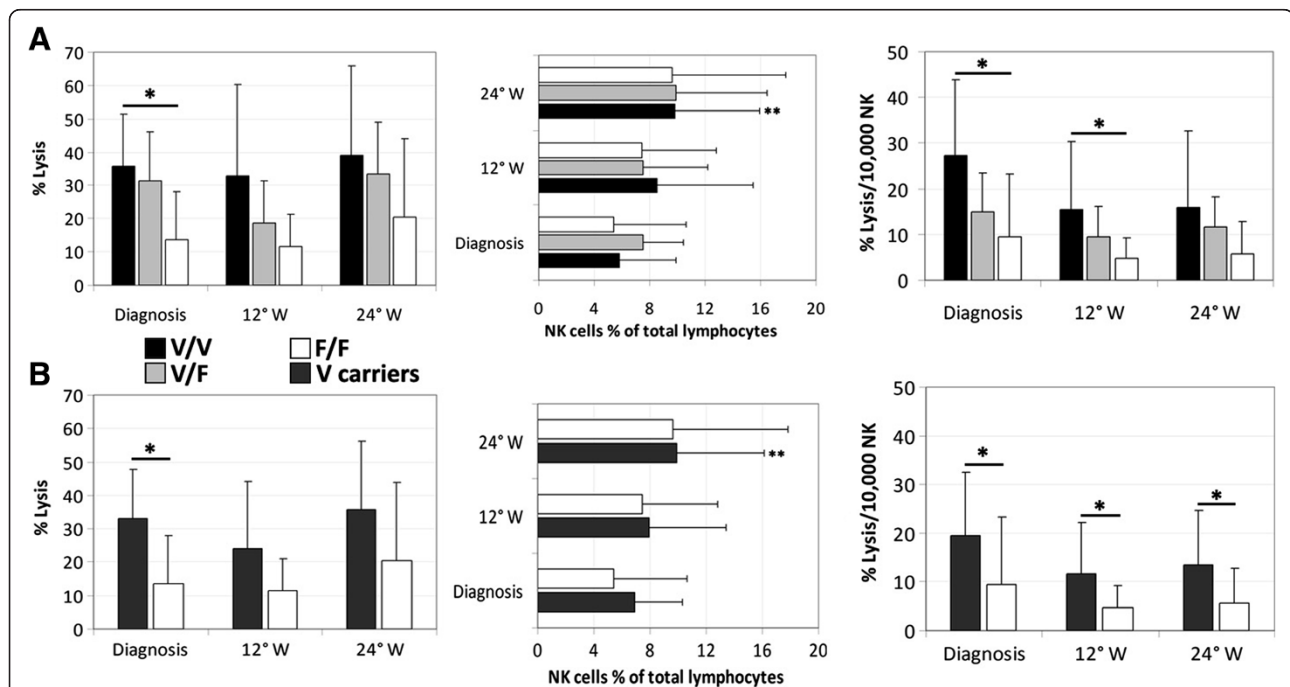 A
% Lysis
70
60
50
40
30
20
10
0
*
Diagnosis 12° W 24° W
24° W
12° W
Diagnosis
**
0 4 8 12 16 20
NK cells % of total lymphocytes
% Lysis/10,000 NK
50
40
30
20
10
0
* *
Diagnosis 12° W 24° W
V/V F/F
V/F V carriers
B
% Lysis
70
60
50
40
30
20
10
0
*
Diagnosis 12° W 24° W
24° W
12° W
Diagnosis
**
0 4 8 12 16 20
NK cells % of total lymphocytes
% Lysis/10,000 NK
50
40
30
20
10
0
* * *
Diagnosis 12° W 24° W